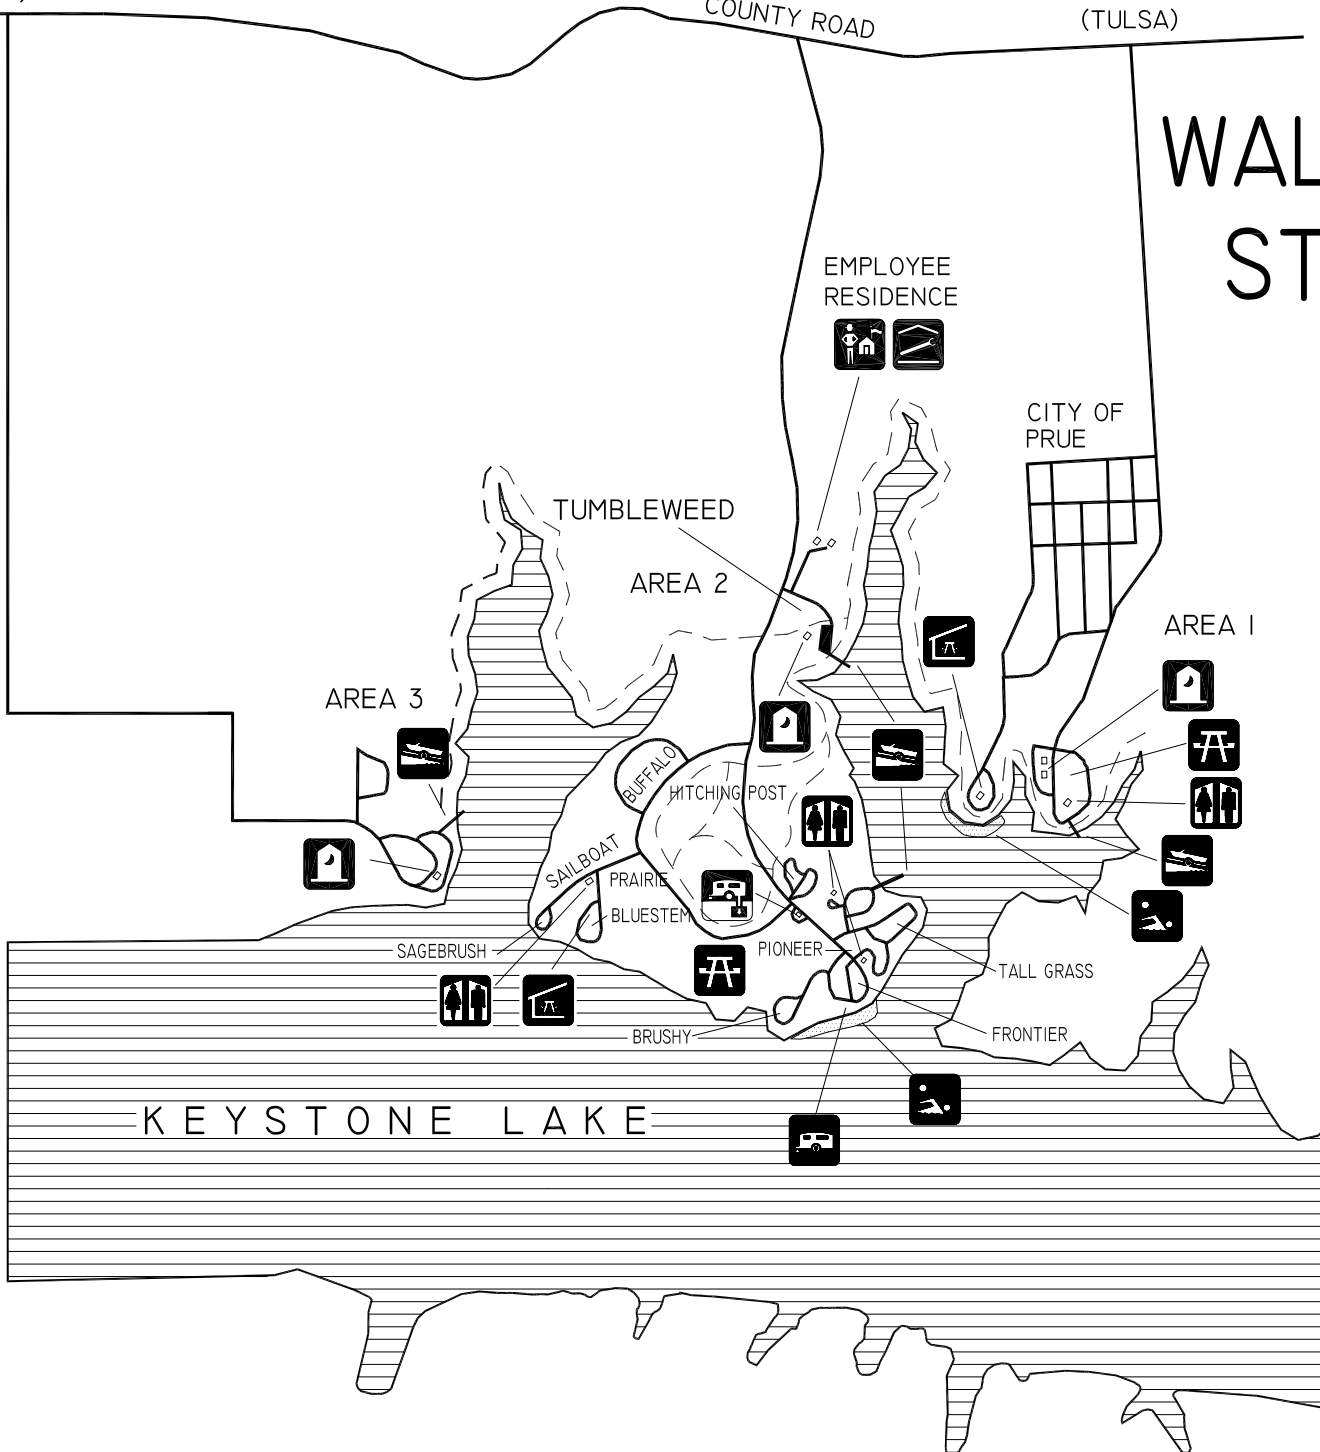 COUNTY ROAD
(TULSA)
WAL
ST
EMPLOYEE
RESIDENCE
CITY OF
PRUE
TUMBLEWEED
AREA 2
AREA 1
AREA 3
BUFFALO
HITCHING POST
SAILBOAT
PRAIRIE
BLUESTEM
SAGEBRUSH
PIONEER
TALL GRASS
BRUSHY
FRONTIER
KEYSTONE LAKE